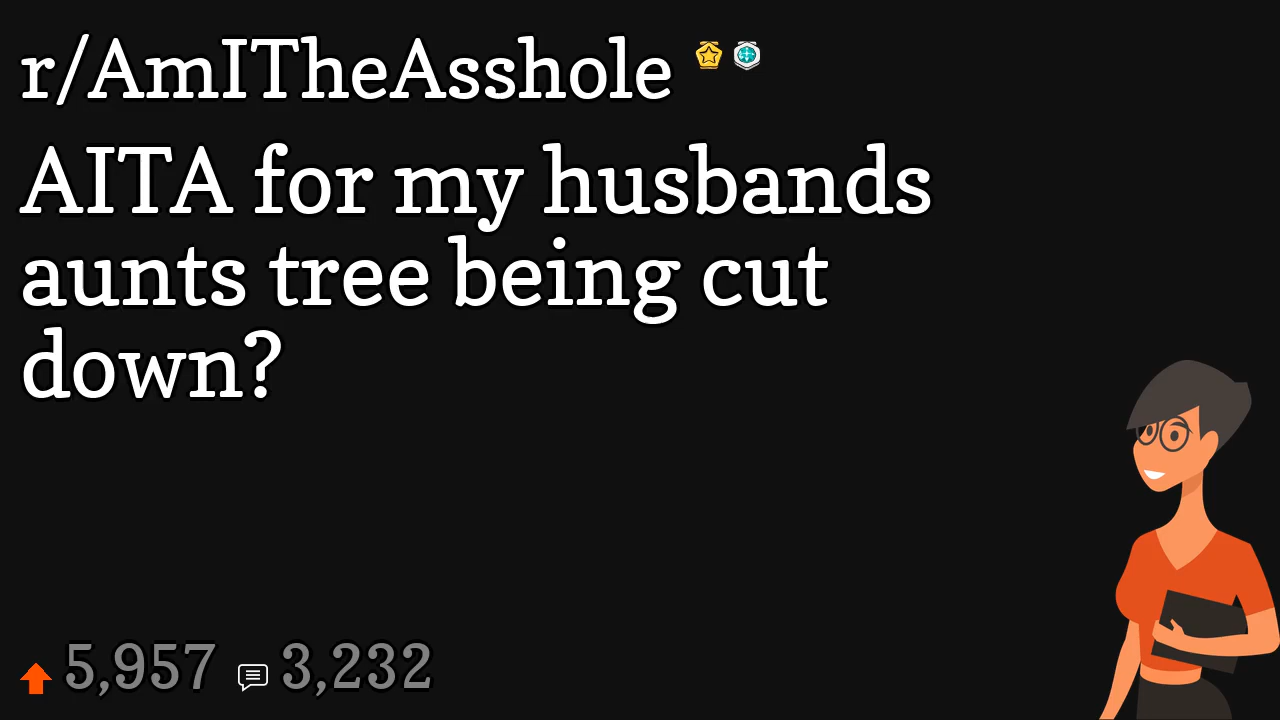 r/AmITheAsshole
AITA for my husbands
aunts tree being cut
down?
5,957 3,232